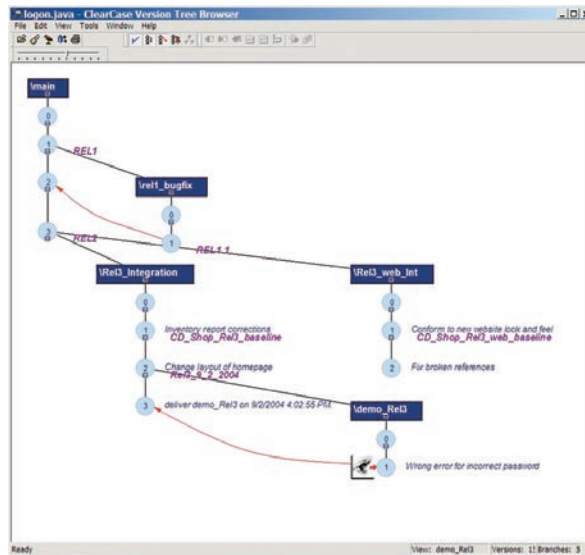 logon.java - ClearCase Version Tree Browser
File Edit View Tools Window Help
\main
0
1
REL1
2
\rel1_bugfix
0
3
1
REL2
REL1.1
\Rel3_Integration
\Rel3_web_Int
0
0
1
Inventory report corrections
1
Conform to new website look and feel
CD_Shop_Rel3_baseline
CD_Shop_Rel3_web_baseline
2
Change layout of homepage
2
For broken references
Rel3_9_2_2004
3
deliver demo_Rel3 on 9/2/2004 4:02:55 PM.
\demo_Rel3
0
1
Wrong error for incorrect password
Ready
View: demo_Rel3
Branches: 5